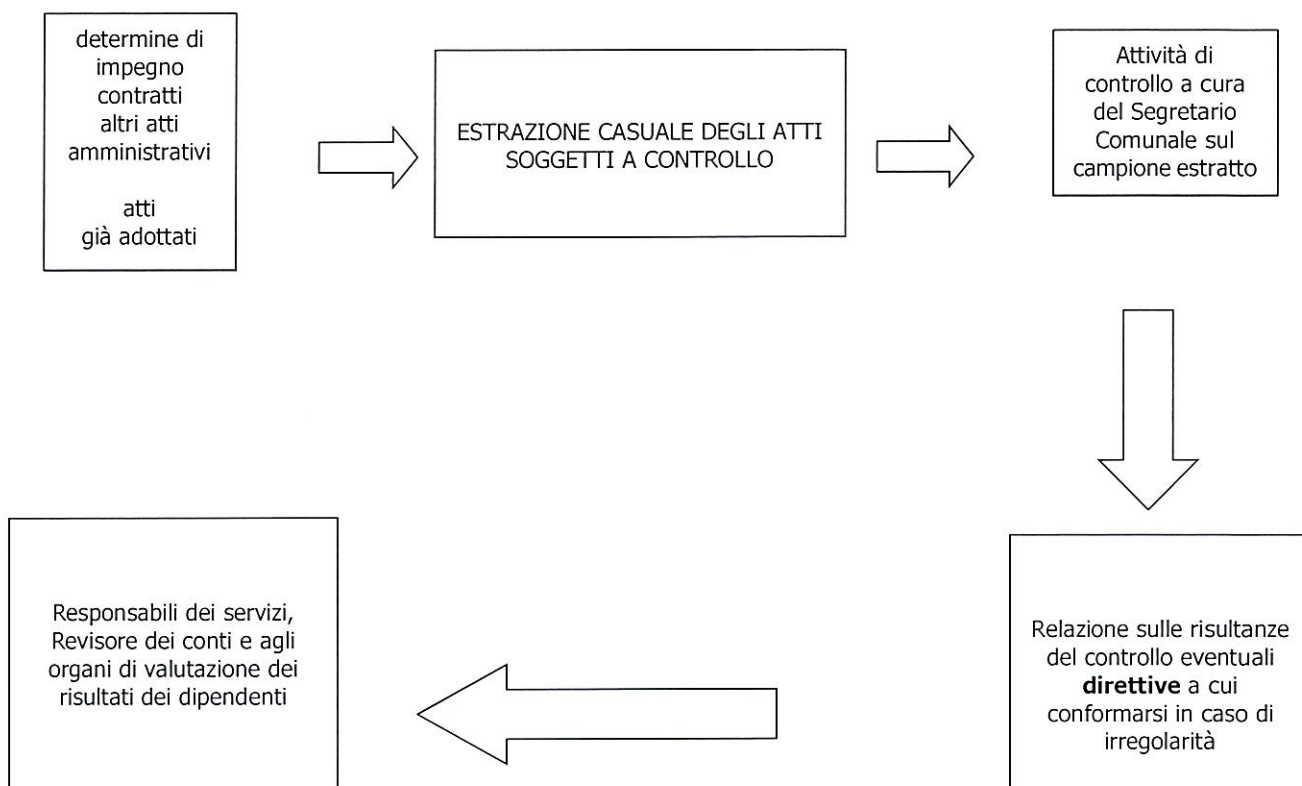 determine di
impegno
contratti
altri atti
amministrativi
atti
già adottati
ESTRAZIONE CASUALE DEGLI ATTI
SOGGETTI A CONTROLLO
Attività di
controllo a cura
del Segretario
Comunale sul
campione estratto
Relazione sulle risultanze
del controllo eventuali
direttive a cui
conformarsi in caso di
irregolarità
Responsabili dei servizi,
Revisore dei conti e agli
organi di valutazione dei
risultati dei dipendenti